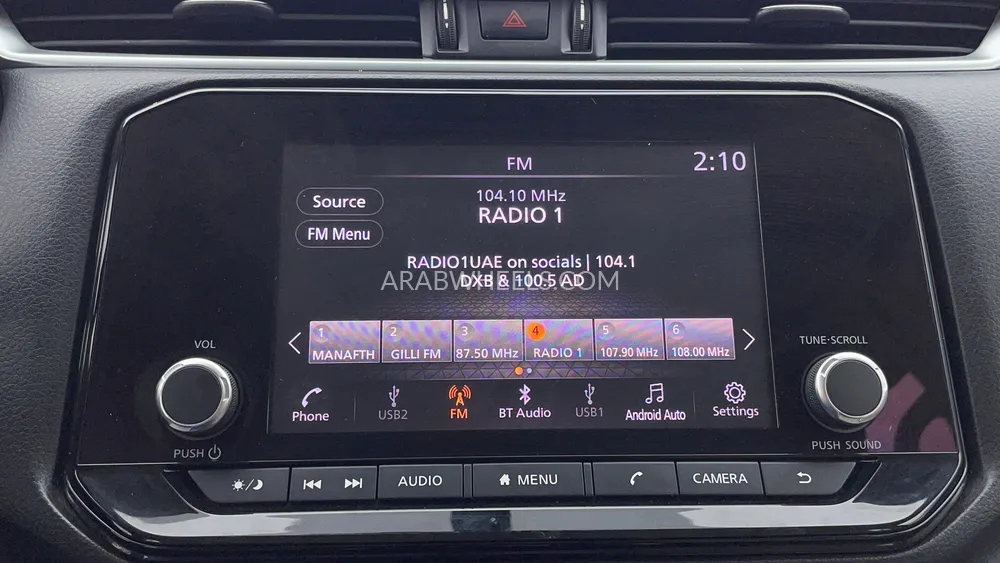 FM
2:10
Source
104.10 MHz
RADIO 1
FM Menu
RADIO1UAE on socials | 104.1
DXB & 100.5 AD
ARABWHEELS.COM
1
MANAFTH
2
GILLI FM
3
87.50 MHz
4
RADIO 1
5
107.90 MHz
6
108.00 MHz
VOL
TUNE·SCROLL
Phone
USB2
FM
BT Audio
USB1
Android Auto
Settings
PUSH
PUSH SOUND
AUDIO
MENU
CAMERA